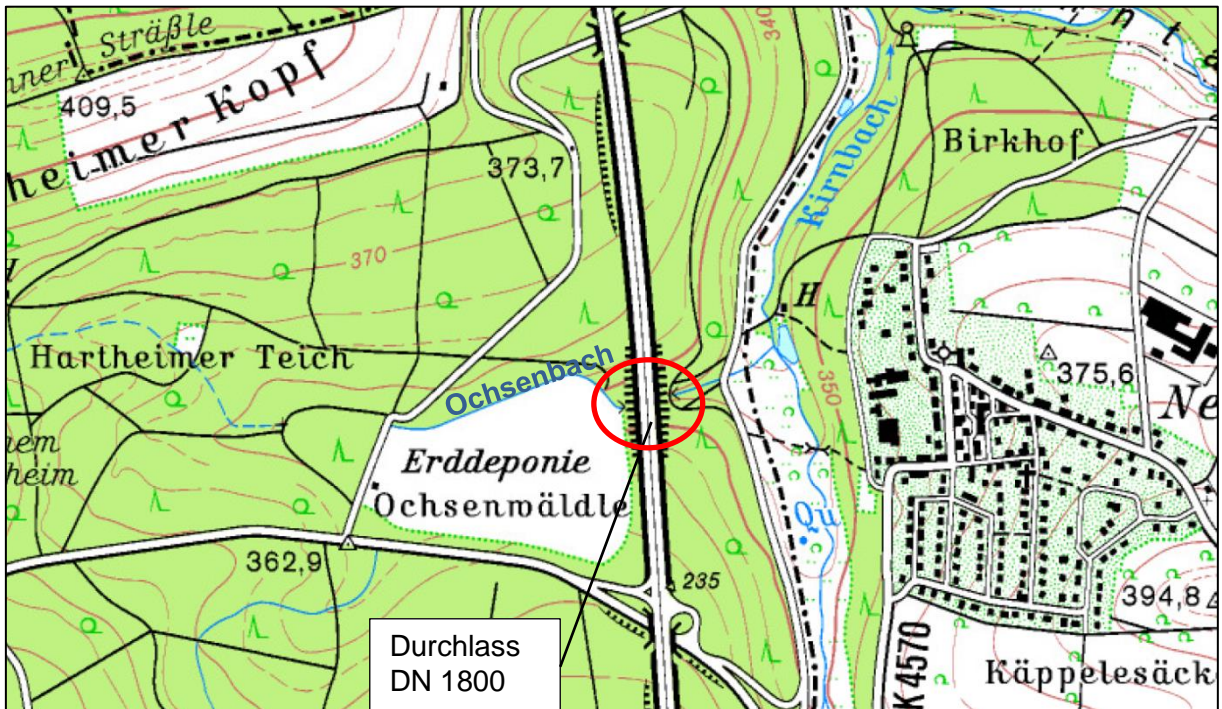 Sträßle
409,5
heimer Kopf
373,7
340
Kirnbach
Birkhof
370
H
Hartheimer Teich
Ochsenbach
350
375,6
Ne
nem
heim
Erddeponie
Ochsenwäldle
Qu
362,9
235
394,8
Durchlass
DN 1800
K 4570
Käppelesäck